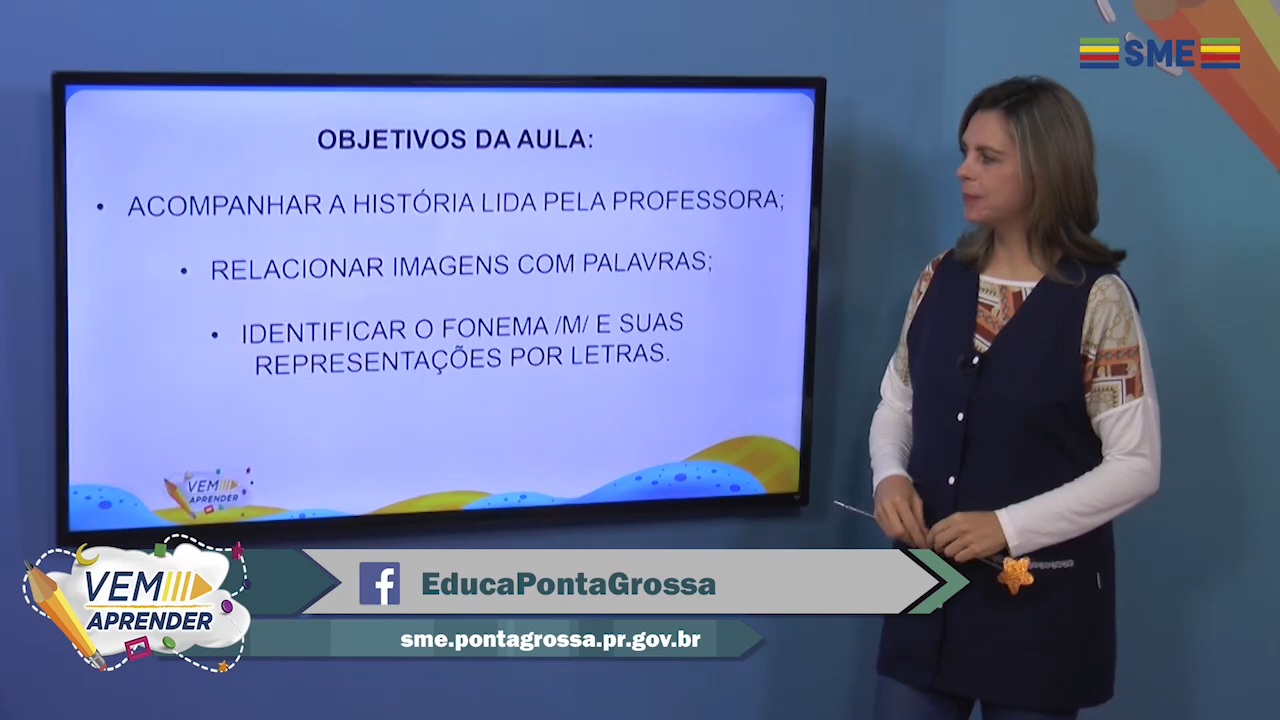 SME
OBJETIVOS DA AULA:
• ACOMPANHAR A HISTÓRIA LIDA PELA PROFESSORA;
• RELACIONAR IMAGENS COM PALAVRAS;
• IDENTIFICAR O FONEMA /M/ E SUAS
REPRESENTAÇÕES POR LETRAS.
VEM
APRENDER
VEM
APRENDER
EducaPontaGrossa
sme.pontagrossa.pr.gov.br